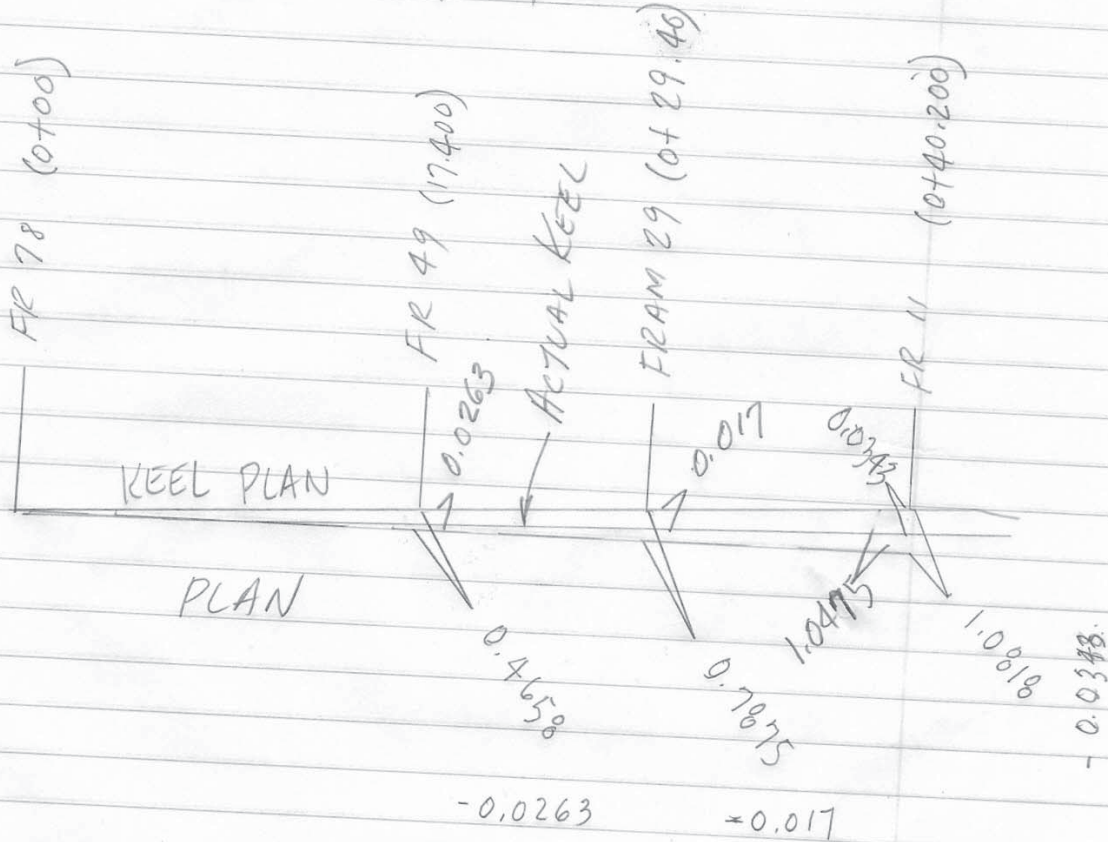 FR 78 (0+00)
FR 49 (17.400)
ACTUAL KEEL
FRAM 29 (0+ 29.40)
FR 11 (0+40.200)
0.0263
0.017
0.0343
KEEL PLAN
PLAN
0.4658
0.7875
1.0475
1.0818
-0.0343
-0.0263
-0.017